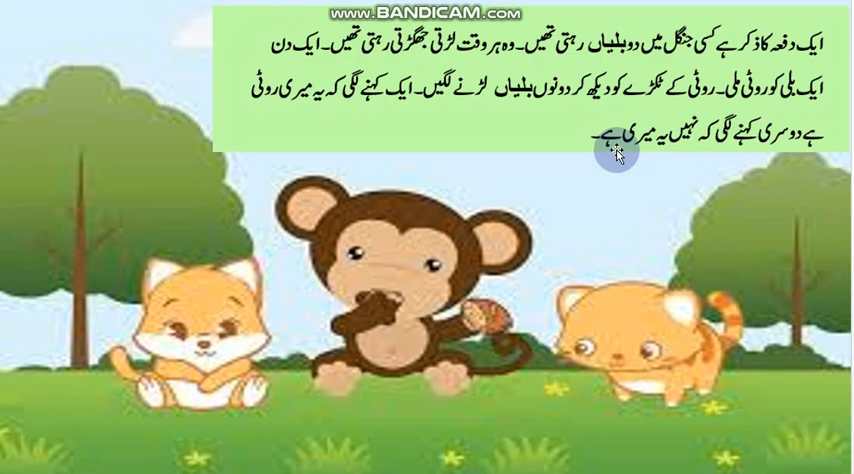 www.BANDICAM.com
ایک دفعہ کا ذکر ہے کسی جنگل میں دو بلیاں رہتی تھیں۔ وہ ہر وقت لڑتی جھگڑتی رہتی تھیں۔ ایک دن
ایک بلی کو روٹی ملی۔ روٹی کے ٹکڑے کو دیکھ کر دونوں بلیاں لڑنے لگیں۔ ایک کہنے لگی کہ یہ میری روٹی
ہے دوسری کہنے لگی کہ نہیں یہ میری ہے۔